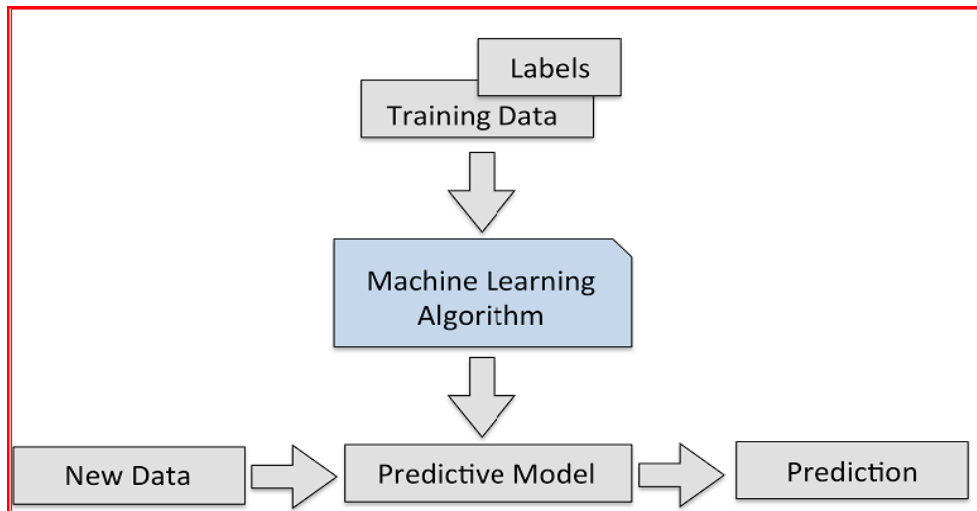 Labels
Training Data
Machine Learning
Algorithm
New Data
Predictive Model
Prediction